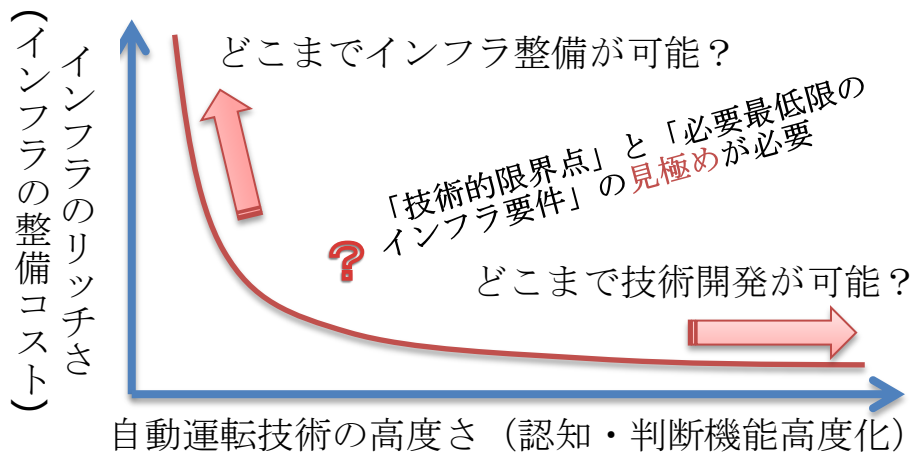 どこまでインフラ整備が可能？
「技術的限界点」と「必要最低限の
インフラ要件」の見極めが必要
?
どこまで技術開発が可能？
インフラのリッチさ
(インフラの整備コスト)
自動運転技術の高度さ（認知・判断機能高度化）